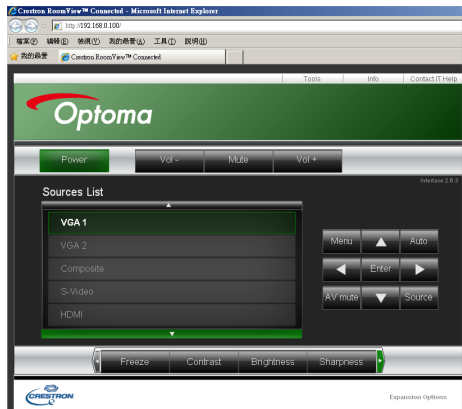 Crestron RoomView™ Connected - Microsoft Internet Explorer
http://192.168.0.100/
檔案(F) 編輯(E) 檢視(V) 我的最愛(A) 工具(T) 說明(H)
我的最愛 Crestron RoomView™ Connected
Tools Info Contact IT Help
Optoma
Power Vol - Mute Vol +
Interface 2.6.3
Sources List
VGA 1
VGA 2
Composite
S-Video
HDMI
Menu Auto
Enter
AV mute Source
Freeze Contrast Brightness Sharpness
CRESTRON
Expansion Options